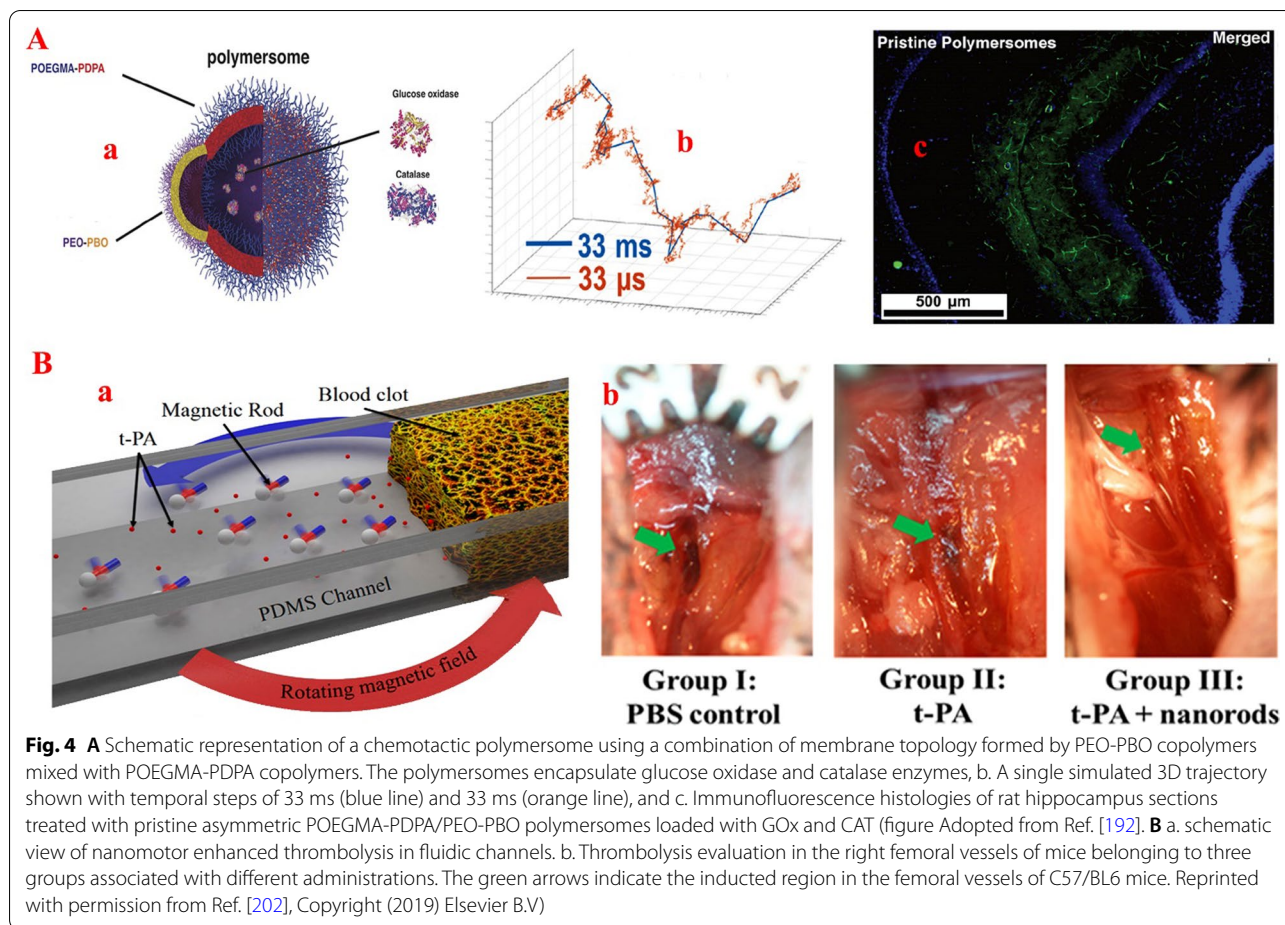 A
POEGMA-PDPA
polymersome
a
Glucose oxidase
Catalase
PEO-PBO
b
33 ms
33 µs
Pristine Polymersomes
Merged
c
500 µm
B
a
Magnetic Rod
Blood clot
t-PA
PDMS Channel
Rotating magnetic field
b
Group I:
PBS control
Group II:
t-PA
Group III:
t-PA + nanorods
Fig. 4 A Schematic representation of a chemotactic polymersome using a combination of membrane topology formed by PEO-PBO copolymers
mixed with POEGMA-PDPA copolymers. The polymersomes encapsulate glucose oxidase and catalase enzymes, b. A single simulated 3D trajectory
shown with temporal steps of 33 ms (blue line) and 33 ms (orange line), and c. Immunofluorescence histologies of rat hippocampus sections
treated with pristine asymmetric POEGMA-PDPA/PEO-PBO polymersomes loaded with GOx and CAT (figure Adopted from Ref. [192]. B a. schematic
view of nanomotor enhanced thrombolysis in fluidic channels. b. Thrombolysis evaluation in the right femoral vessels of mice belonging to three
groups associated with different administrations. The green arrows indicate the inducted region in the femoral vessels of C57/BL6 mice. Reprinted
with permission from Ref. [202], Copyright (2019) Elsevier B.V)